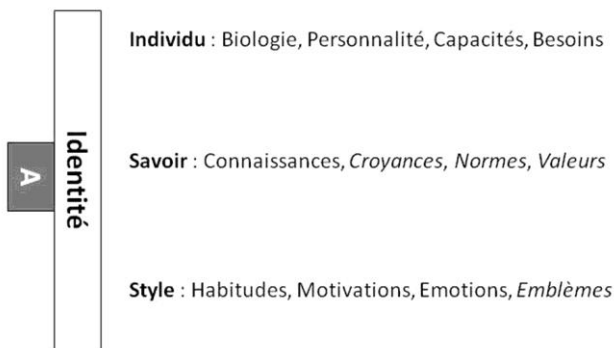 Individu : Biologie, Personnalité, Capacités, Besoins
Identité
A
Savoir : Connaissances, Croyances, Normes, Valeurs
Style : Habitudes, Motivations, Emotions, Emblèmes